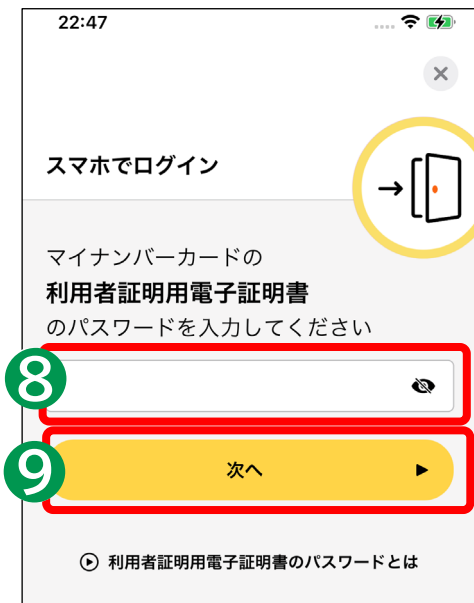 22:47
スマホでログイン
マイナンバーカードの
利用者証明用電子証明書
のパスワードを入力してください
8
9
次へ
利用者証明用電子証明書のパスワードとは